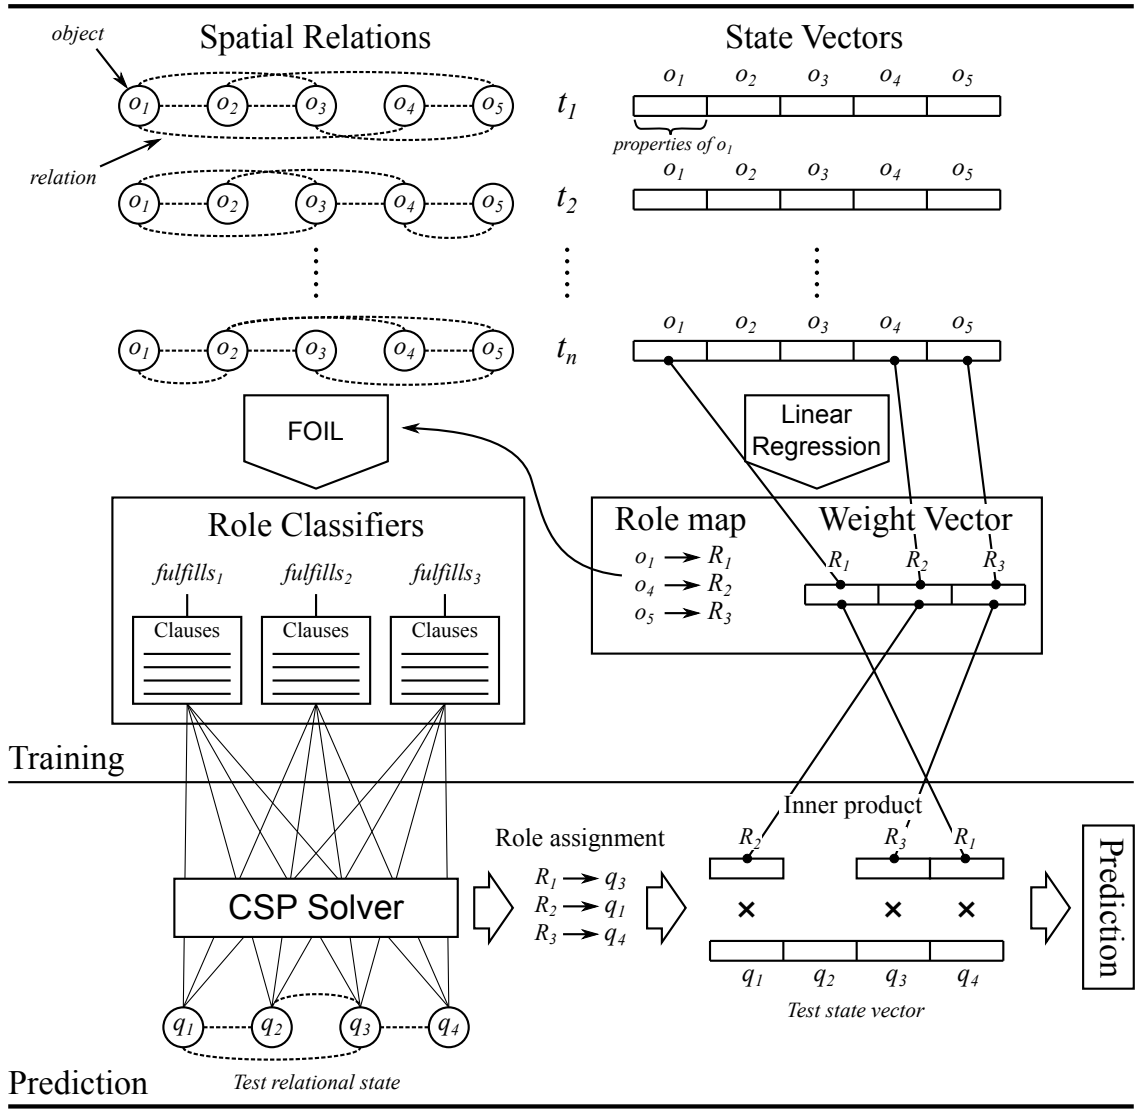 object
Spatial Relations
State Vectors
o1 o2 o3 o4 o5
o1 o2 o3 o4 o5
t1
properties of o1
relation
o1 o2 o3 o4 o5
o1 o2 o3 o4 o5
t2
o1 o2 o3 o4 o5
o1 o2 o3 o4 o5
tn
FOIL
Linear
Regression
Role Classifiers
fulfills1 fulfills2 fulfills3
Clauses Clauses Clauses
Role map
o1 → R1
o4 → R2
o5 → R3
Weight Vector
R1 R2 R3
Training
Inner product
Role assignment
R1 → q3
R2 → q1
R3 → q4
R2 R3 R1
CSP Solver
× × ×
q1 q2 q3 q4
Test state vector
Prediction
q1 q2 q3 q4
Test relational state
Prediction